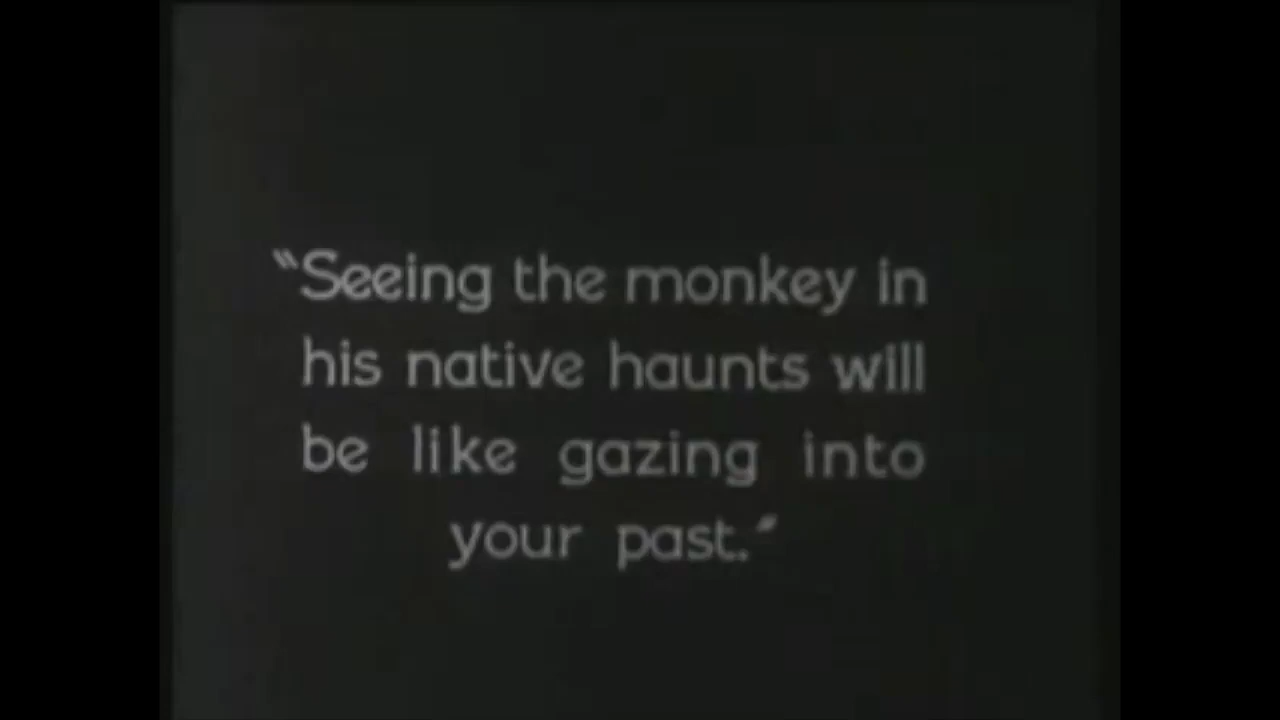 "Seeing the monkey in
his native haunts will
be like gazing into
your past."